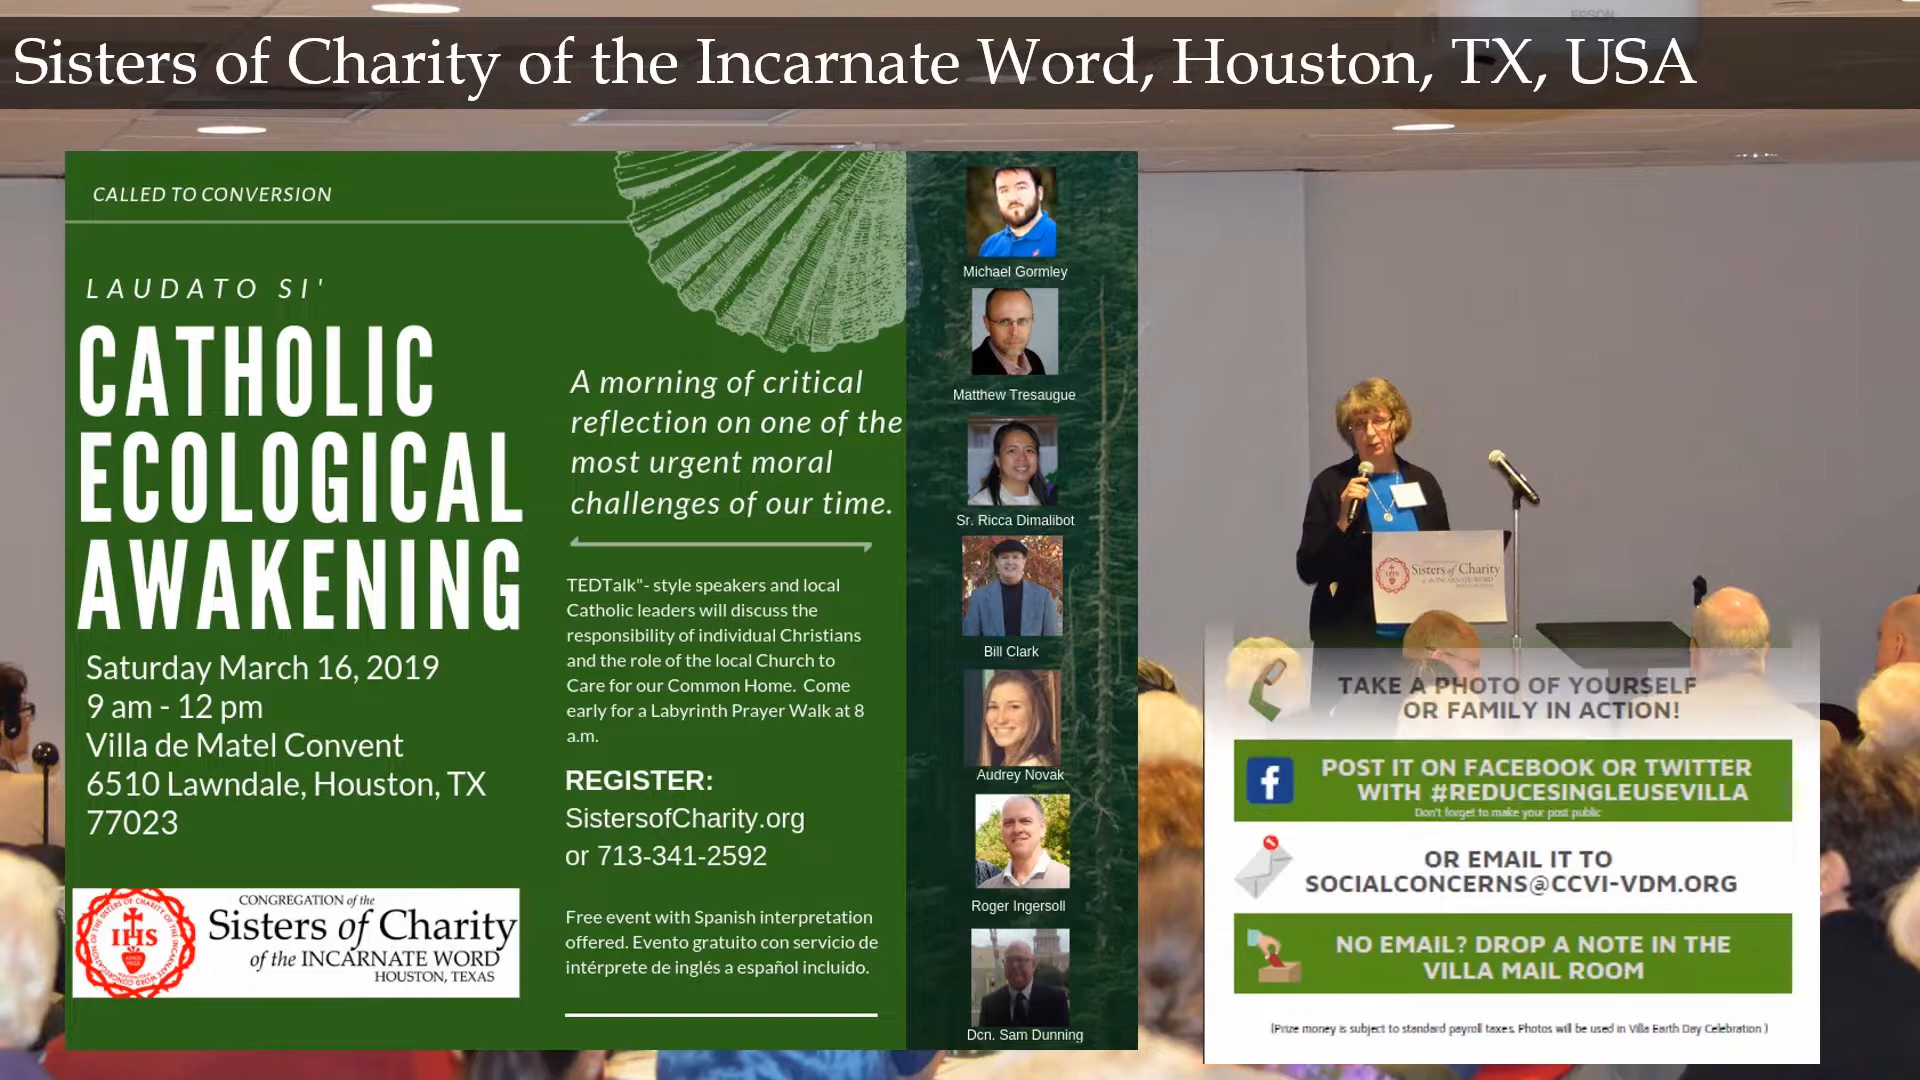 EPSON
Sisters of Charity of the Incarnate Word, Houston, TX, USA
CALLED TO CONVERSION
LAUDATO SI'
CATHOLIC
ECOLOGICAL
AWAKENING
Saturday March 16, 2019
9 am - 12 pm
Villa de Matel Convent
6510 Lawndale, Houston, TX
77023
CONGREGATION of the
Sisters of Charity
of the INCARNATE WORD
HOUSTON, TEXAS
IHS
A morning of critical
reflection on one of the
most urgent moral
challenges of our time.
TEDTalk"- style speakers and local
Catholic leaders will discuss the
responsibility of individual Christians
and the role of the local Church to
Care for our Common Home. Come
early for a Labyrinth Prayer Walk at 8
a.m.
REGISTER:
SistersofCharity.org
or 713-341-2592
Free event with Spanish interpretation
offered. Evento gratuito con servicio de
intérprete de inglés a español incluido.
Michael Gormley
Matthew Tresaugue
Sr. Ricca Dimalibot
Bill Clark
Audrey Novak
Roger Ingersoll
Dcn. Sam Dunning
IHS
Sisters of Charity
of the INCARNATE WORD
TAKE A PHOTO OF YOURSELF
OR FAMILY IN ACTION!
POST IT ON FACEBOOK OR TWITTER
WITH #REDUCESINGLEUSEVILLA
Don't forget to make your post public
OR EMAIL IT TO
SOCIALCONCERNS@CCVI-VDM.ORG
NO EMAIL? DROP A NOTE IN THE
VILLA MAIL ROOM
(Prize money is subject to standard payroll taxes. Photos will be used in Villa Earth Day Celebration )